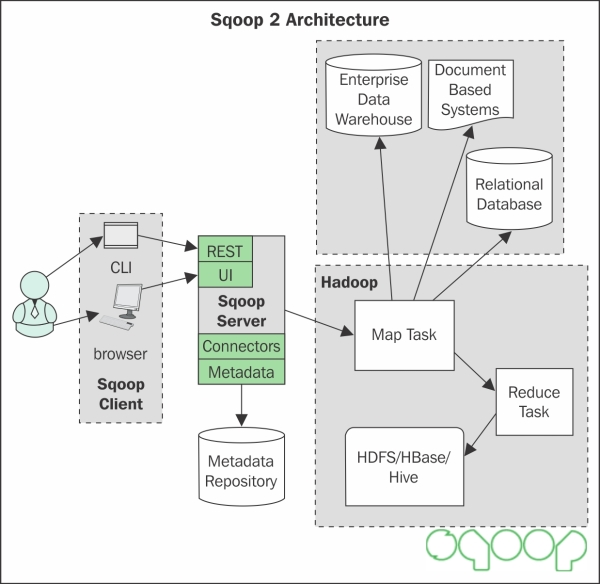 Sqoop 2 Architecture
Enterprise
Data
Warehouse
Document
Based
Systems
Relational
Database
CLI
browser
Sqoop
Client
REST
UI
Sqoop
Server
Connectors
Metadata
Metadata
Repository
Hadoop
Map Task
Reduce
Task
HDFS/HBase/
Hive
sqoop